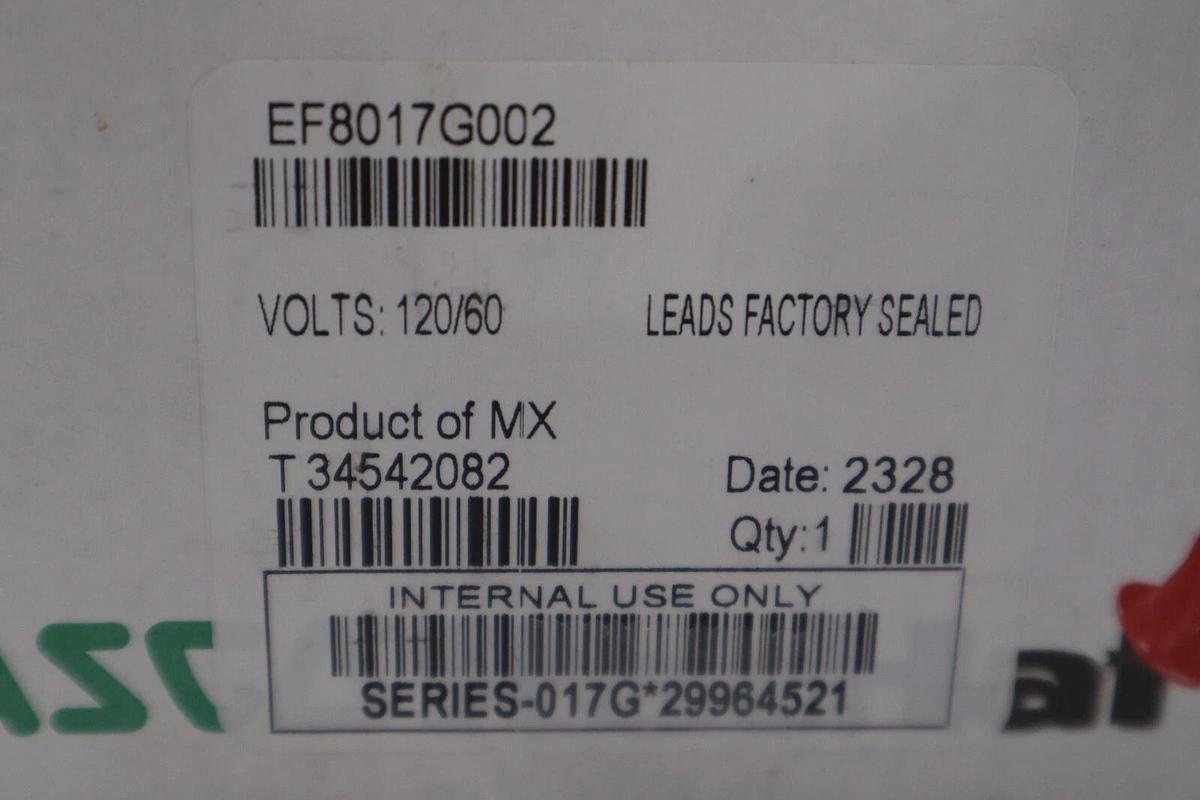 EF8017G002
VOLTS: 120/60 LEADS FACTORY SEALED
Product of MX
T 34542082 Date: 2328
Qty:1
INTERNAL USE ONLY
SERIES-017G*29964521